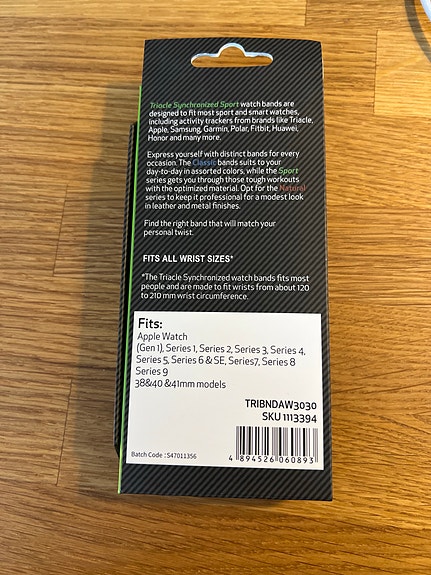 Triacle Synchronized Sport watch bands are
designed to fit most sport and smart watches,
including activity trackers from brands like Triacle,
Apple, Samsung, Garmin, Polar, Fitbit, Huawei,
Honor and many more.
Express yourself with distinct bands for every
occasion. The Classic bands suits to your
day-to-day in assorted colors, while the Sport
series gets you through those tough workouts
with the optimized material. Opt for the Natural
series to keep it professional for a modest look
in leather and metal finishes.
Find the right band that will match your
personal twist.
FITS ALL WRIST SIZES*
*The Triacle Synchronized watch bands fits most
people and are made to fit wrists from about 120
to 210 mm wrist circumference.
Fits:
Apple Watch
(Gen 1), Series 1, Series 2, Series 3, Series 4,
Series 5, Series 6 & SE, Series7, Series 8
Series 9
38&40 &41mm models
TRIBNDAW3030
SKU 1113394
Batch Code :S47011356
4 894526 060893